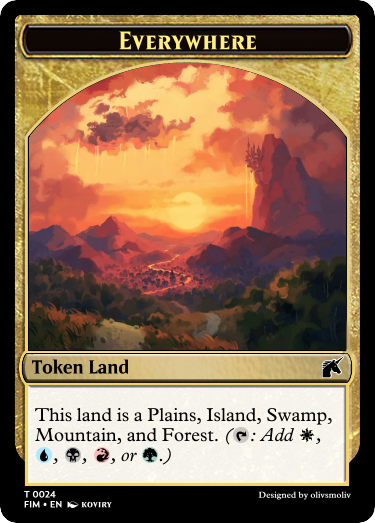 EVERYWHERE
Token Land
This land is a Plains, Island, Swamp,
Mountain, and Forest. (: Add ,
, , , or .)
T 0024
FIM • EN KOVIRY
Designed by olivsmoliv